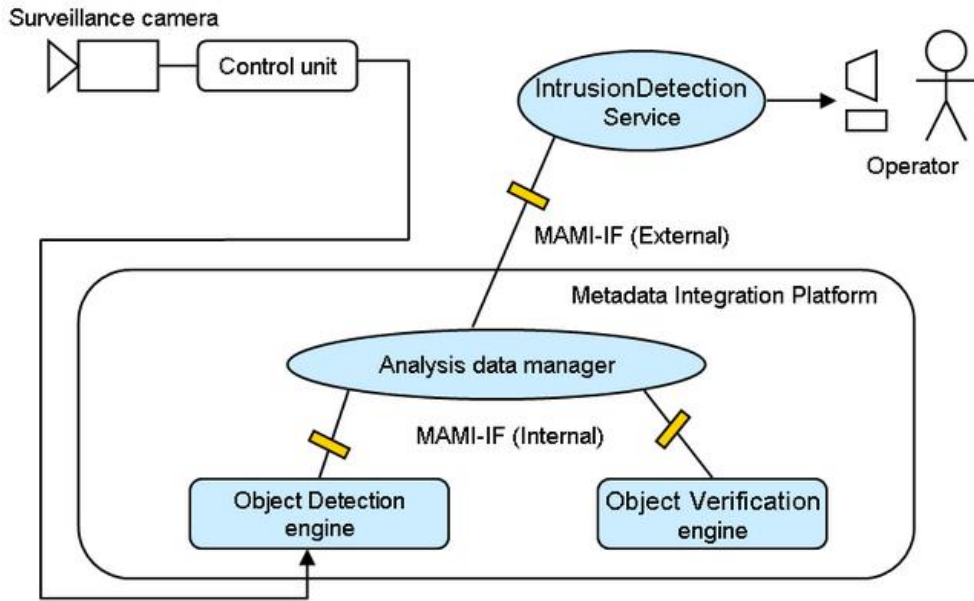 Surveillance camera
Control unit
IntrusionDetection
Service
Operator
MAMI-IF (External)
Metadata Integration Platform
Analysis data manager
MAMI-IF (Internal)
Object Detection
engine
Object Verification
engine